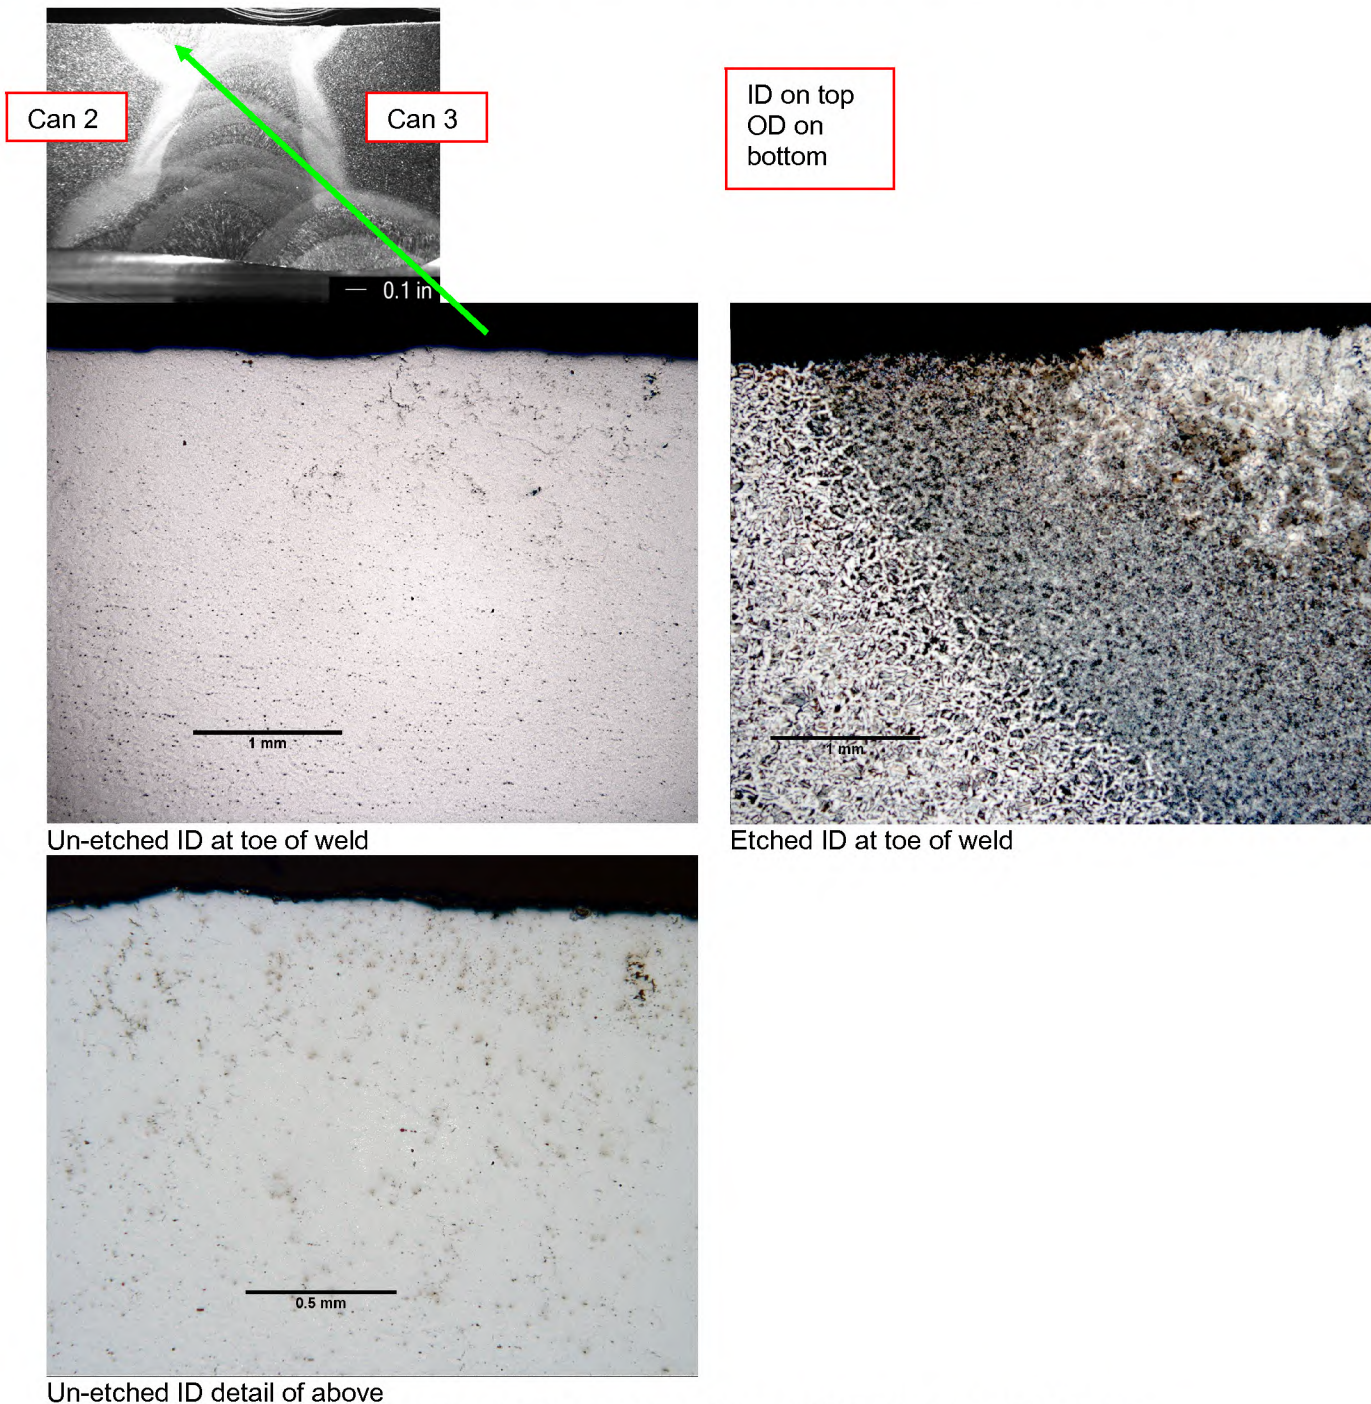 Can 2
Can 3
ID on top
OD on
bottom
0.1 in
1 mm
1 mm
Un-etched ID at toe of weld
Etched ID at toe of weld
0.5 mm
Un-etched ID detail of above